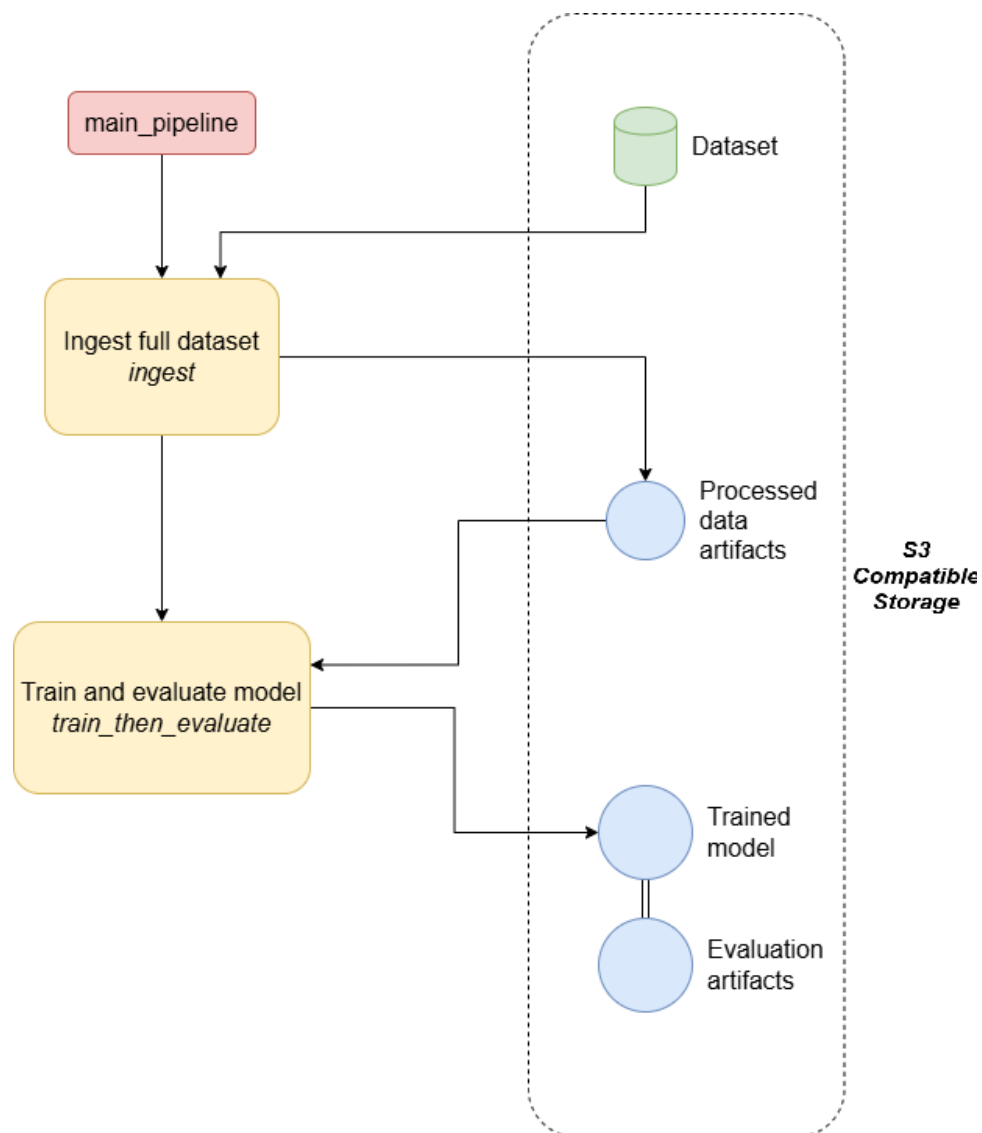 main_pipeline
Dataset
Ingest full dataset
ingest
Processed
data
artifacts
S3
Compatible
Storage
Train and evaluate model
train_then_evaluate
Trained
model
Evaluation
artifacts